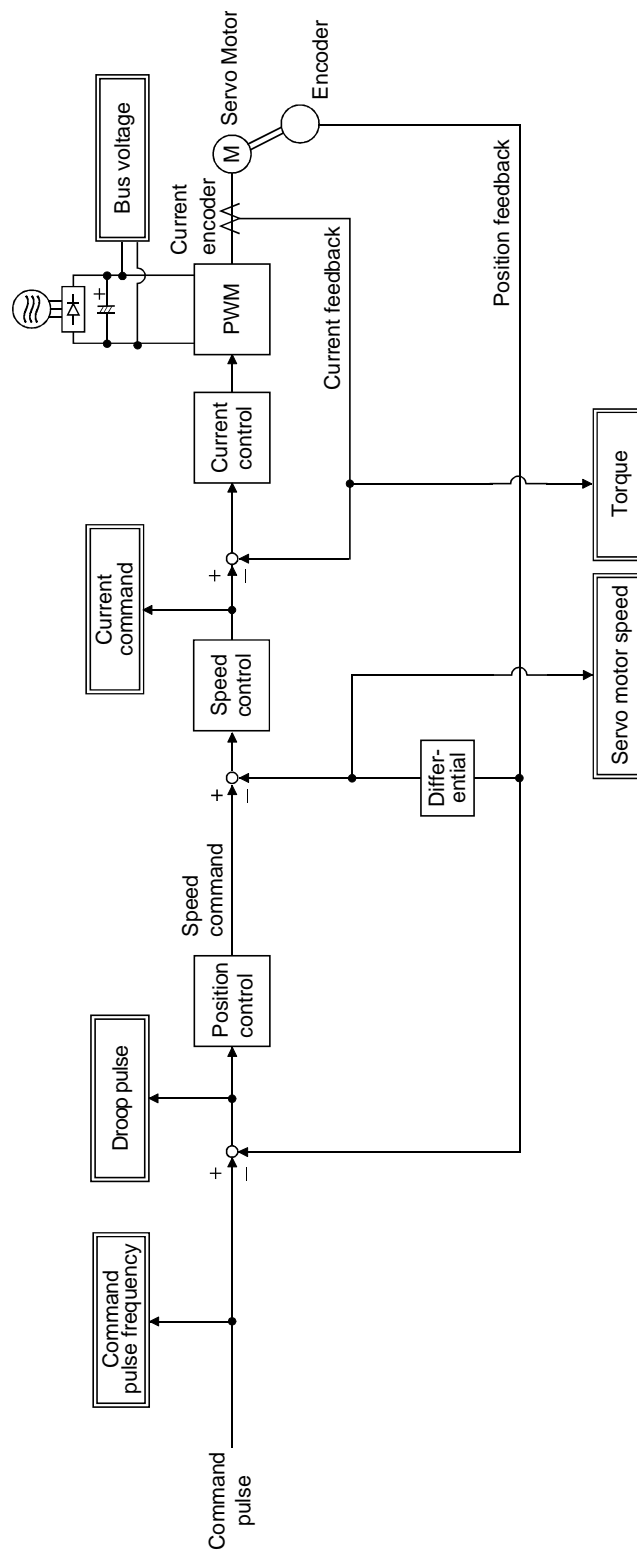 Command
pulse
Command
pulse frequency
+
−
Droop pulse
Position
control
Speed
command
+
−
Speed
control
Current
command
+
−
Current
control
PWM
+
Bus voltage
Current
encoder
M
Servo Motor
Encoder
Current feedback
Position feedback
Differ-
ential
Servo motor speed
Torque